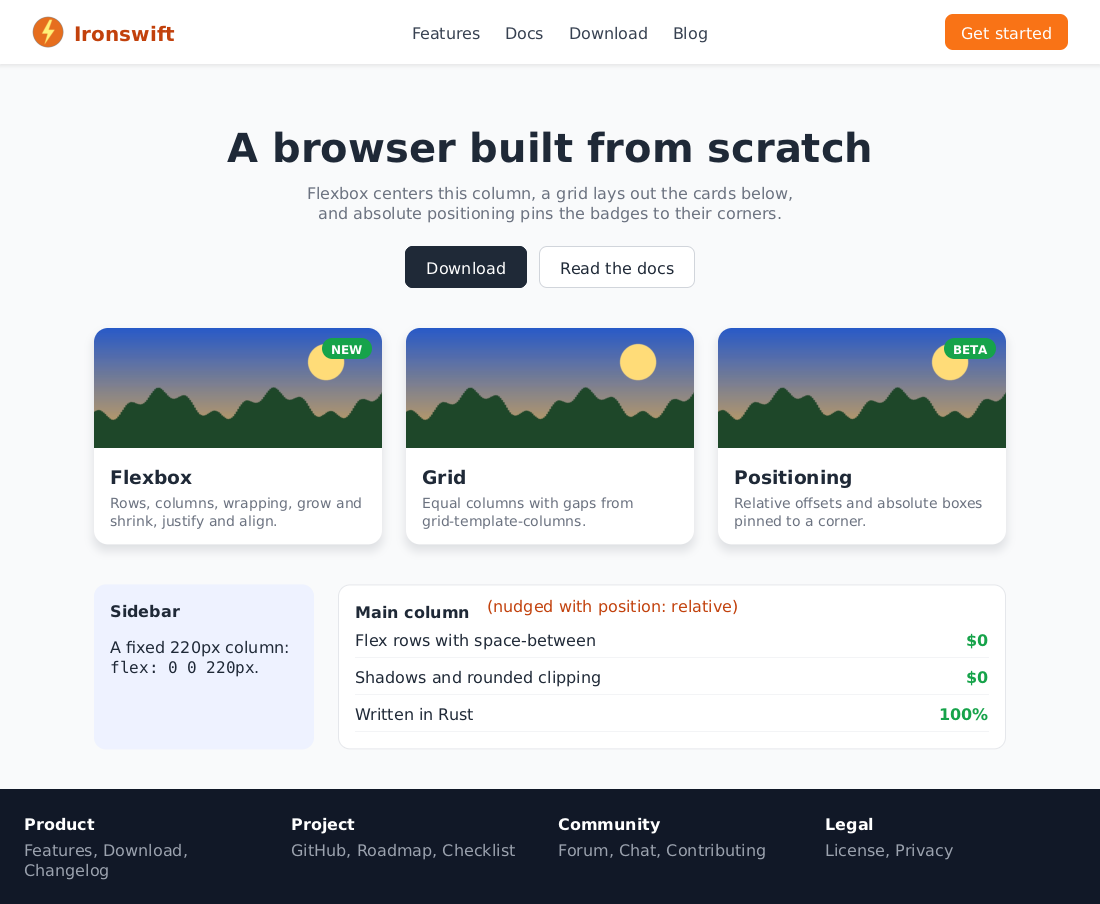 Ironswift
Features Docs Download Blog
Get started
A browser built from scratch
Flexbox centers this column, a grid lays out the cards below,
and absolute positioning pins the badges to their corners.
Download
Read the docs
NEW
Flexbox
Rows, columns, wrapping, grow and
shrink, justify and align.
Grid
Equal columns with gaps from
grid-template-columns.
BETA
Positioning
Relative offsets and absolute boxes
pinned to a corner.
Sidebar
A fixed 220px column:
flex: 0 0 220px.
Main column (nudged with position: relative)
Flex rows with space-between $0
Shadows and rounded clipping $0
Written in Rust 100%
Product
Features, Download,
Changelog
Project
GitHub, Roadmap, Checklist
Community
Forum, Chat, Contributing
Legal
License, Privacy